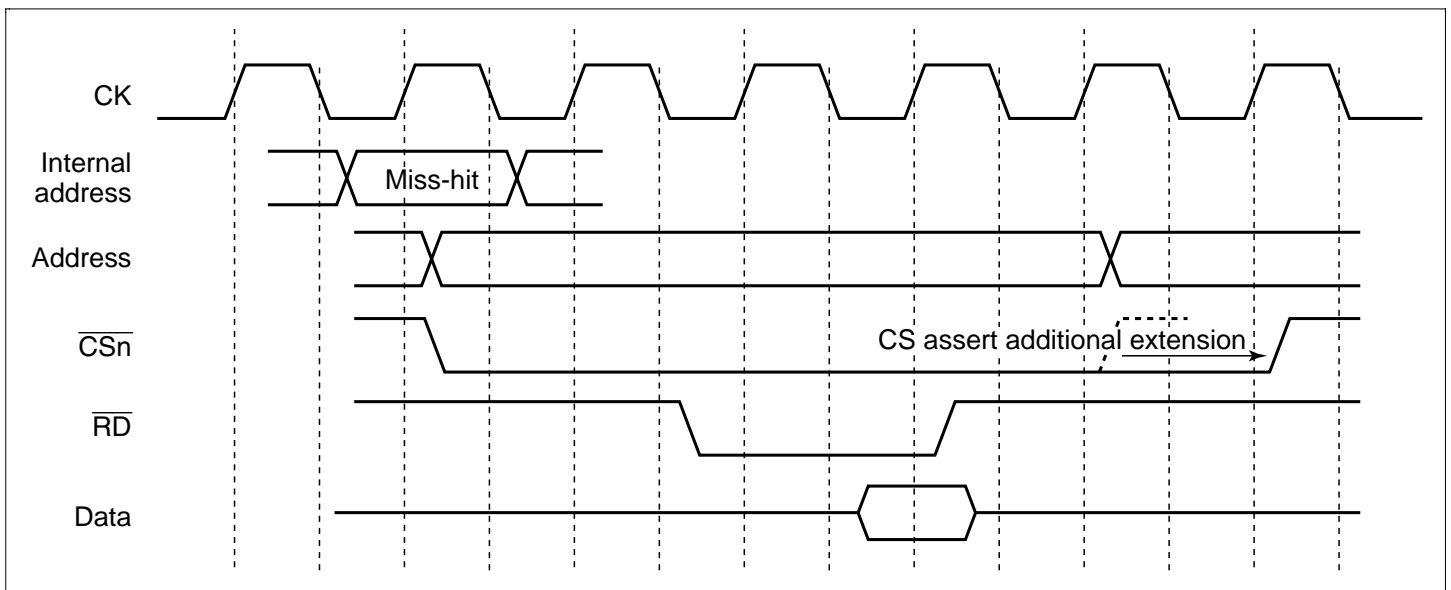 CK
Internal
address
Miss-hit
Address
CSn
CS assert additional extension
RD
Data